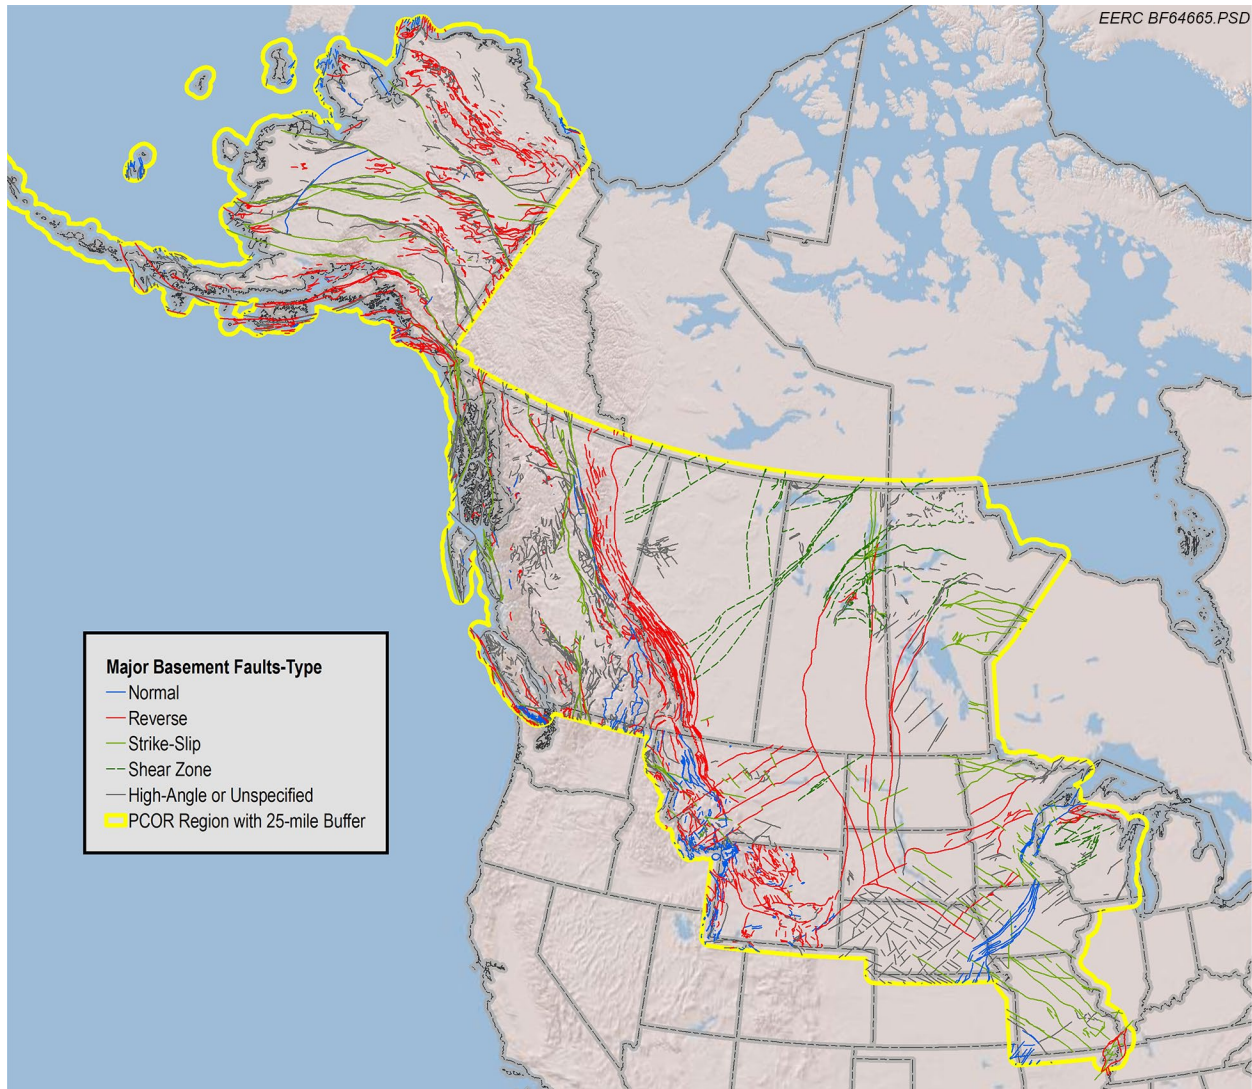 EERC BF64665.PSD
Major Basement Faults-Type
Normal
Reverse
Strike-Slip
Shear Zone
High-Angle or Unspecified
PCOR Region with 25-mile Buffer